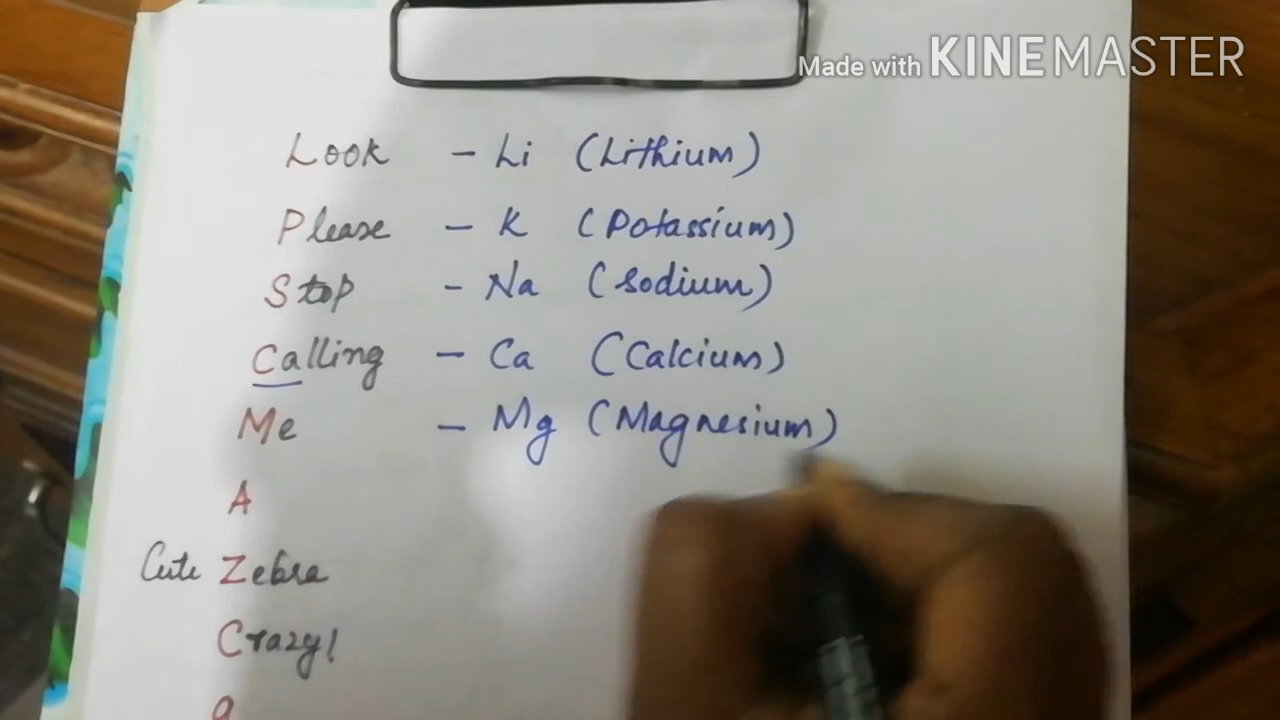 Made with KINEMASTER
Look - Li (Lithium)
Please - K (Potassium)
Stop - Na (Sodium)
Calling - Ca (Calcium)
Me - Mg (Magnesium)
A
Cute Zebra
Crazy!